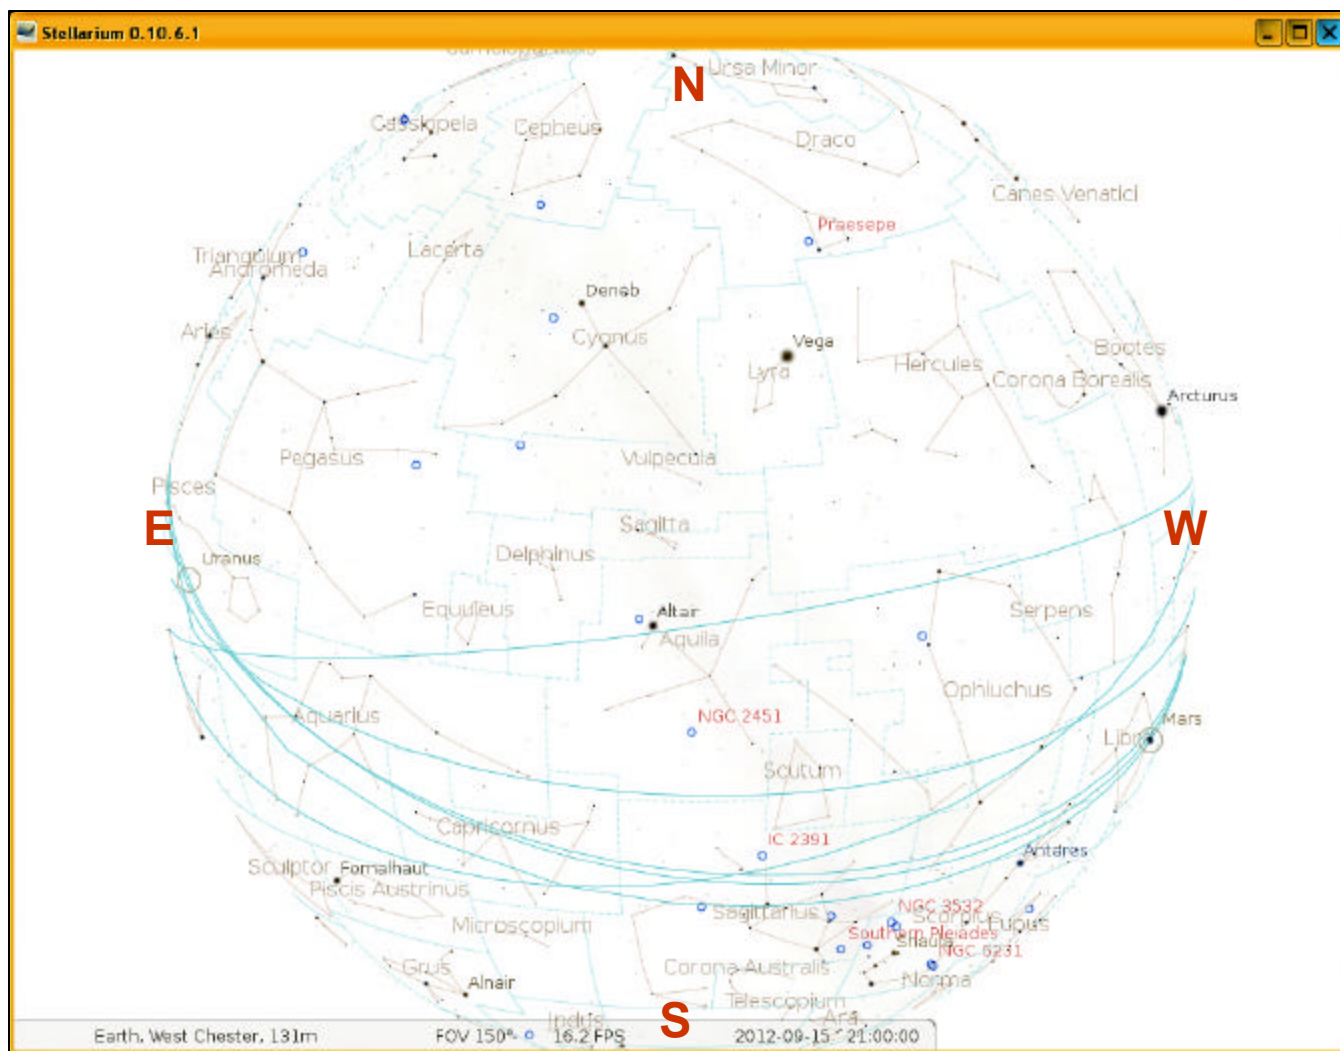 Stellarium 0.10.6.1
Ursa Minor
N
Cassiopeia
Cepheus
Draco
Canes Venatici
Praesepe
Triangulum
Lacerta
Andromeda
Deneb
Aries
Cygnus
Vega
Bootes
Lyra
Hercules
Corona Borealis
Arcturus
Pegasus
Vulpecula
Pisces
E
Sagitta
W
Uranus
Delphinus
Equuleus
Altair
Serpens
Aquila
Ophiuchus
Aquarius
NGC 2451
Mars
Libra
Scutum
Capricornus
IC 2391
Antares
Sculptor
Fomalhaut
Piscis Austrinus
Sagittarius
NGC 3532
Scorpius
Lupus
Microscopium
Southern Pleiades
Shaula
NGC 6231
Grus
Corona Australis
Alnair
Norma
Telescopium
Indus
S
Ara
Earth, West Chester, 131m FOV 150° 16.2 FPS 2012-09-15 21:00:00